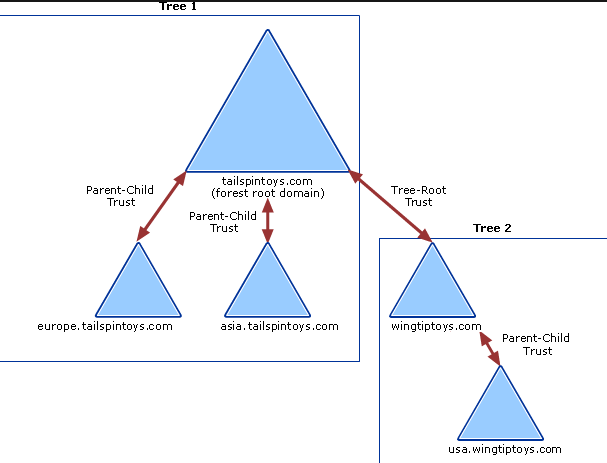 Tree 1
tailspintoys.com
(forest root domain)
Parent-Child
Trust
Parent-Child
Trust
Tree-Root
Trust
Tree 2
europe.tailspintoys.com
asia.tailspintoys.com
wingtiptoys.com
Parent-Child
Trust
usa.wingtiptoys.com